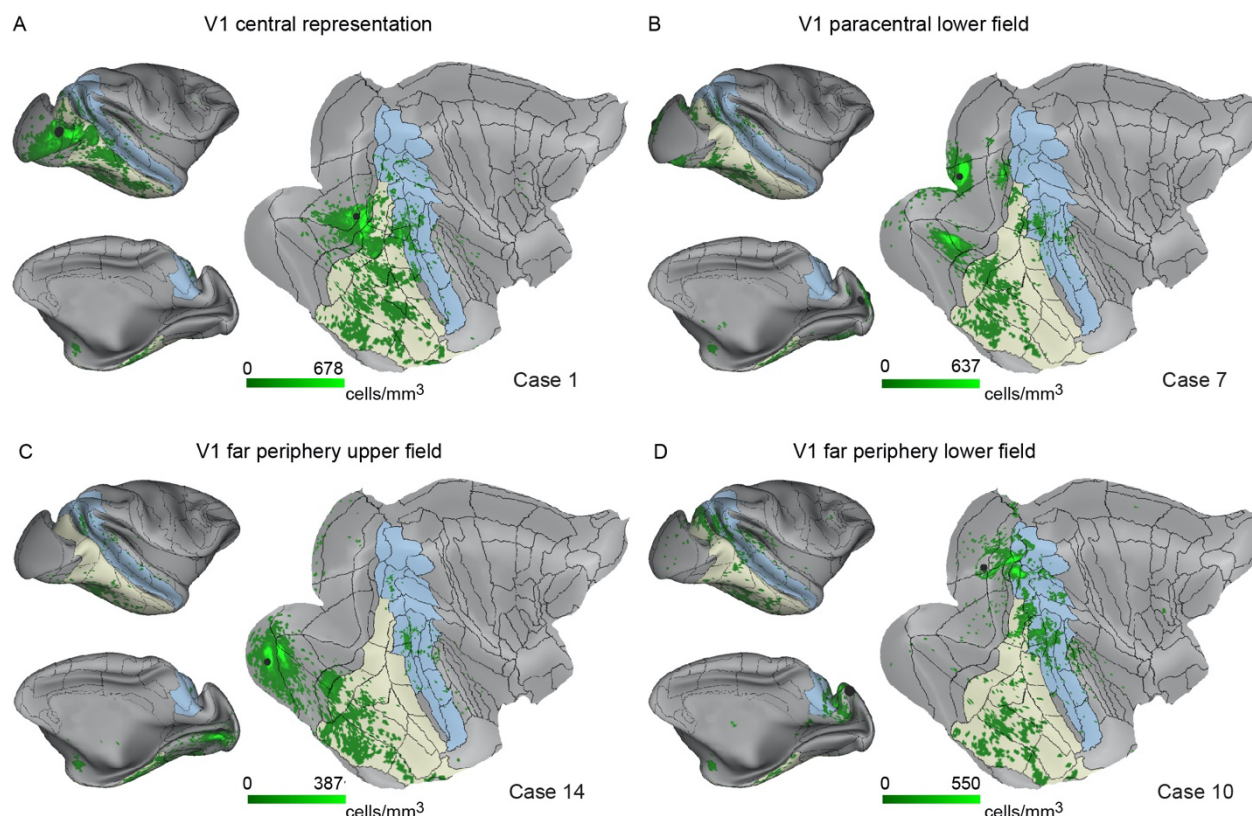 A V1 central representation
0 678
cells/mm³
Case 1
B V1 paracentral lower field
0 637
cells/mm³
Case 7
C V1 far periphery upper field
0 387
cells/mm³
Case 14
D V1 far periphery lower field
0 550
cells/mm³
Case 10